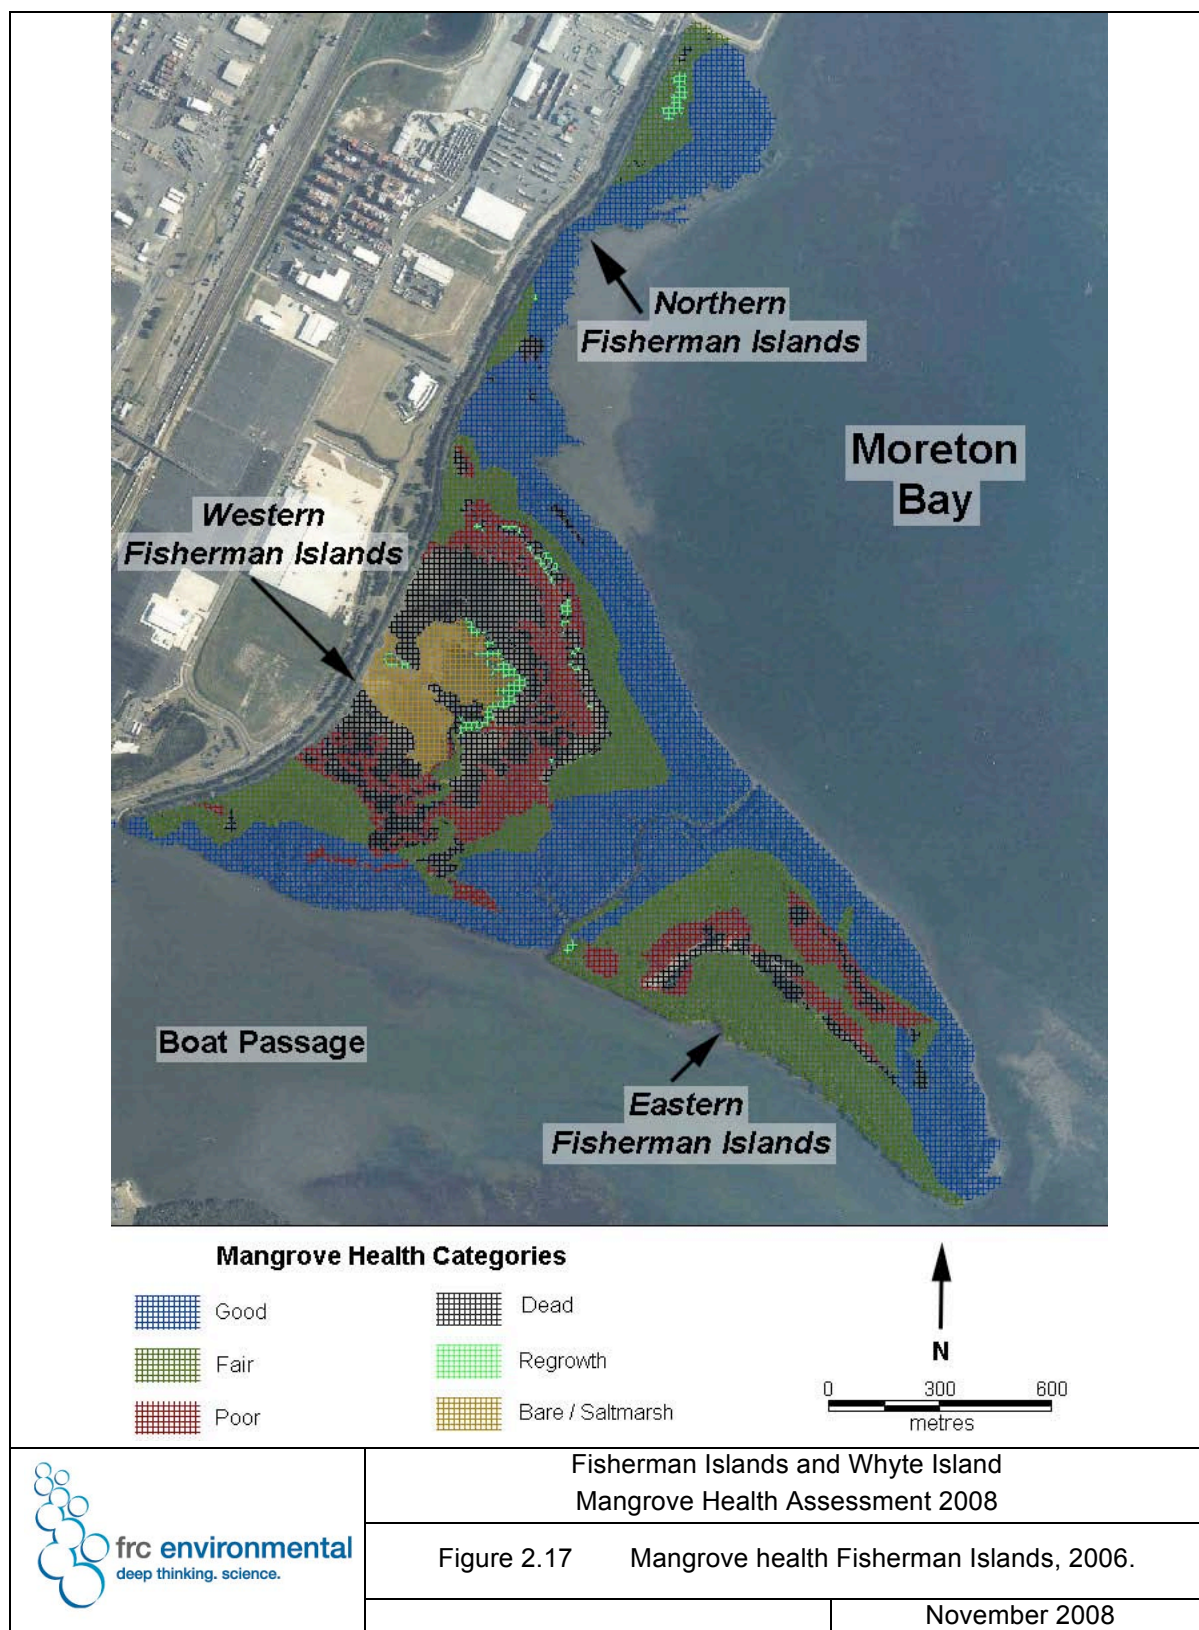 Northern
Fisherman Islands
Moreton
Bay
Western
Fisherman Islands
Boat Passage
Eastern
Fisherman Islands
Mangrove Health Categories
Good
Fair
Poor
Dead
Regrowth
Bare / Saltmarsh
N
0 300 600
metres
frc environmental
deep thinking. science.
Fisherman Islands and Whyte Island
Mangrove Health Assessment 2008
Figure 2.17 Mangrove health Fisherman Islands, 2006.
November 2008